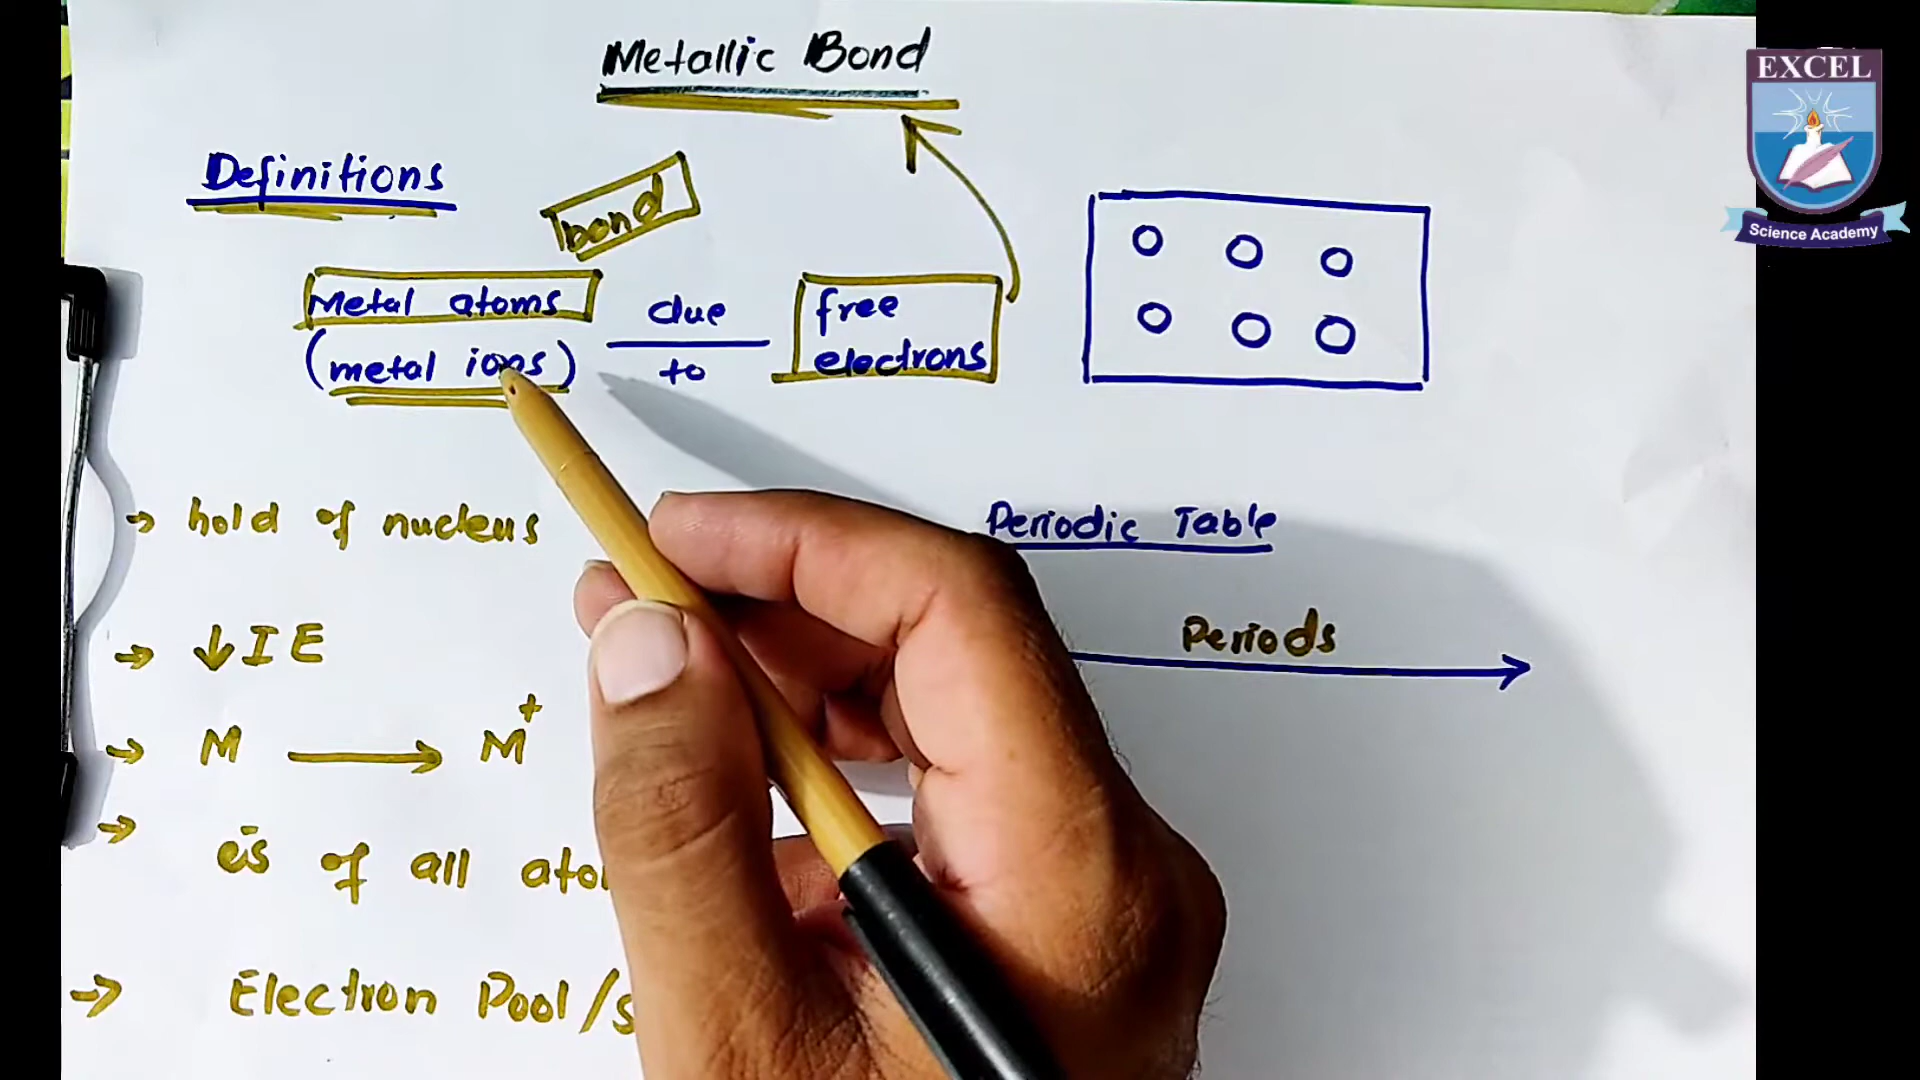 Metallic Bond
EXCEL
Science Academy
Definitions
bond
Metal atoms due free
(metal ions) to electrons
→ hold of nucleus
Periodic Table
→ ↓IE
Periods
→ M → M⁺
→ ēs of all
→ Electron Pool/